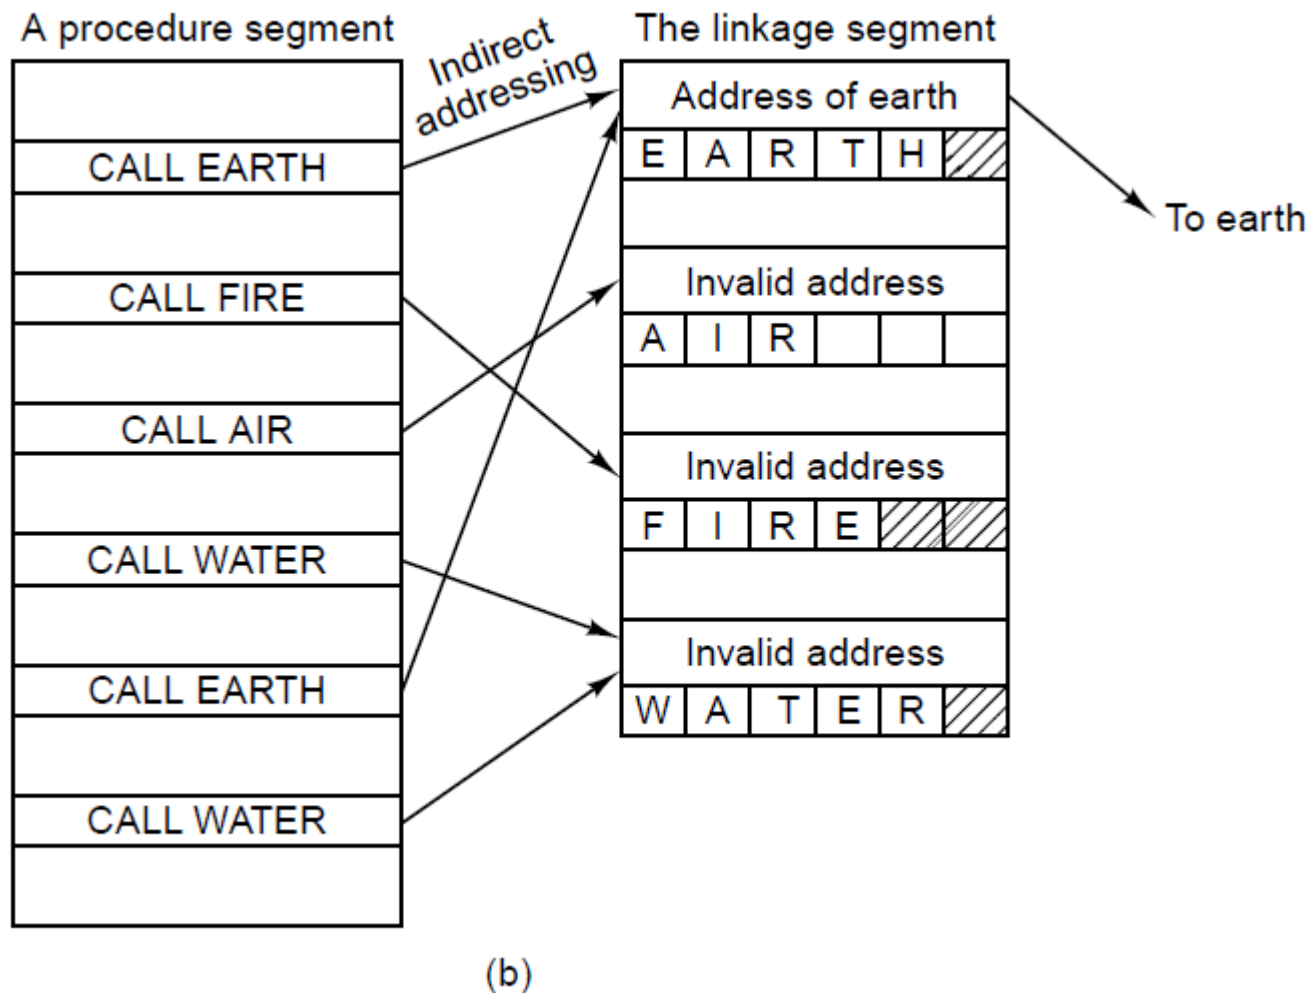 A procedure segment
CALL EARTH
CALL FIRE
CALL AIR
CALL WATER
CALL EARTH
CALL WATER
Indirect
addressing
The linkage segment
Address of earth
E A R T H
Invalid address
A I R
Invalid address
F I R E
Invalid address
W A T E R
To earth
(b)